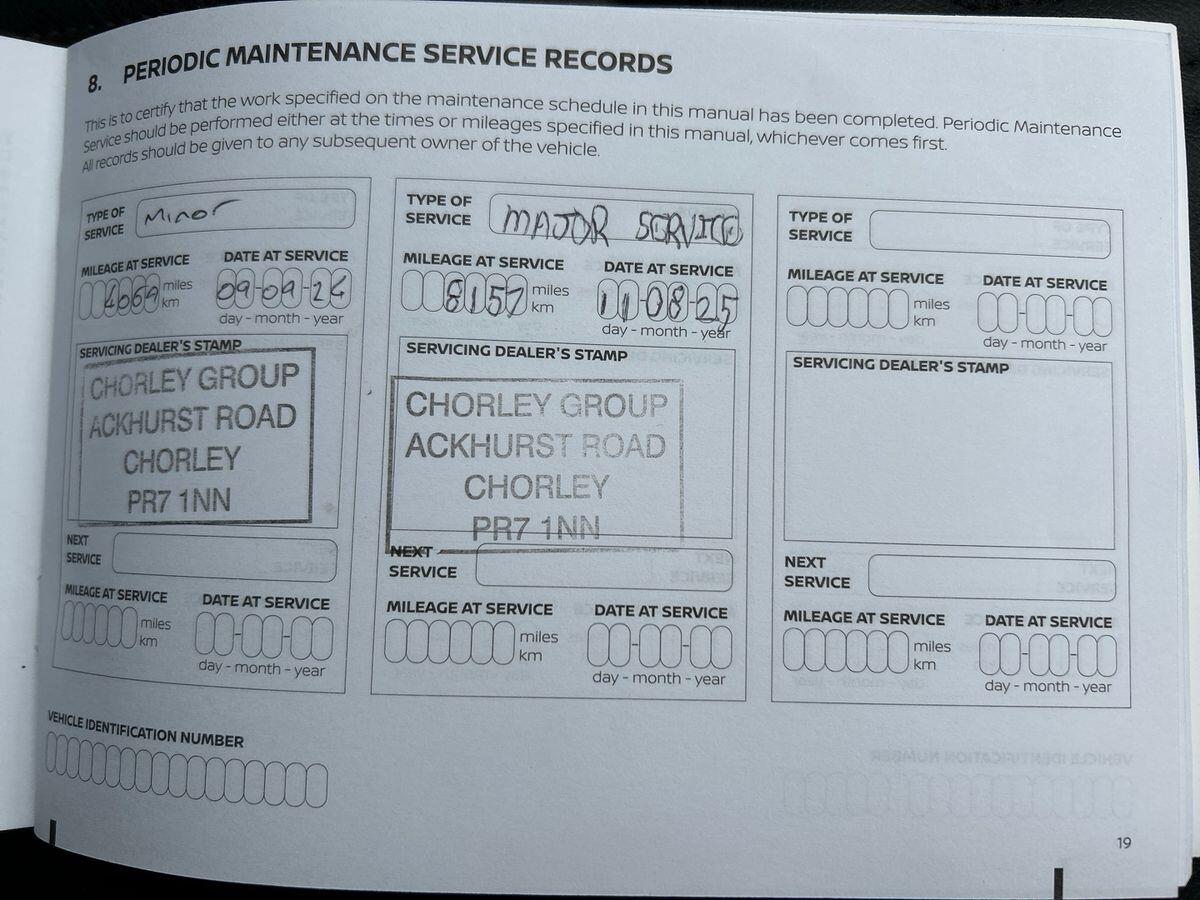 8. PERIODIC MAINTENANCE SERVICE RECORDS
This is to certify that the work specified on the maintenance schedule in this manual has been completed. Periodic Maintenance
Service should be performed either at the times or mileages specified in this manual, whichever comes first.
All records should be given to any subsequent owner of the vehicle.
TYPE OF
SERVICE
Minor
MILEAGE AT SERVICE
DATE AT SERVICE
4069
miles
km
09-09-24
day - month - year
SERVICING DEALER'S STAMP
CHORLEY GROUP
ACKHURST ROAD
CHORLEY
PR7 1NN
NEXT
SERVICE
MILEAGE AT SERVICE
DATE AT SERVICE
miles
km
day - month - year
TYPE OF
SERVICE
MAJOR SERVICE
MILEAGE AT SERVICE
DATE AT SERVICE
8157
miles
km
11-08-25
day - month - year
SERVICING DEALER'S STAMP
CHORLEY GROUP
ACKHURST ROAD
CHORLEY
PR7 1NN
NEXT
SERVICE
MILEAGE AT SERVICE
DATE AT SERVICE
miles
km
day - month - year
TYPE OF
SERVICE
MILEAGE AT SERVICE
DATE AT SERVICE
miles
km
day - month - year
SERVICING DEALER'S STAMP
NEXT
SERVICE
MILEAGE AT SERVICE
DATE AT SERVICE
miles
km
day - month - year
VEHICLE IDENTIFICATION NUMBER
19